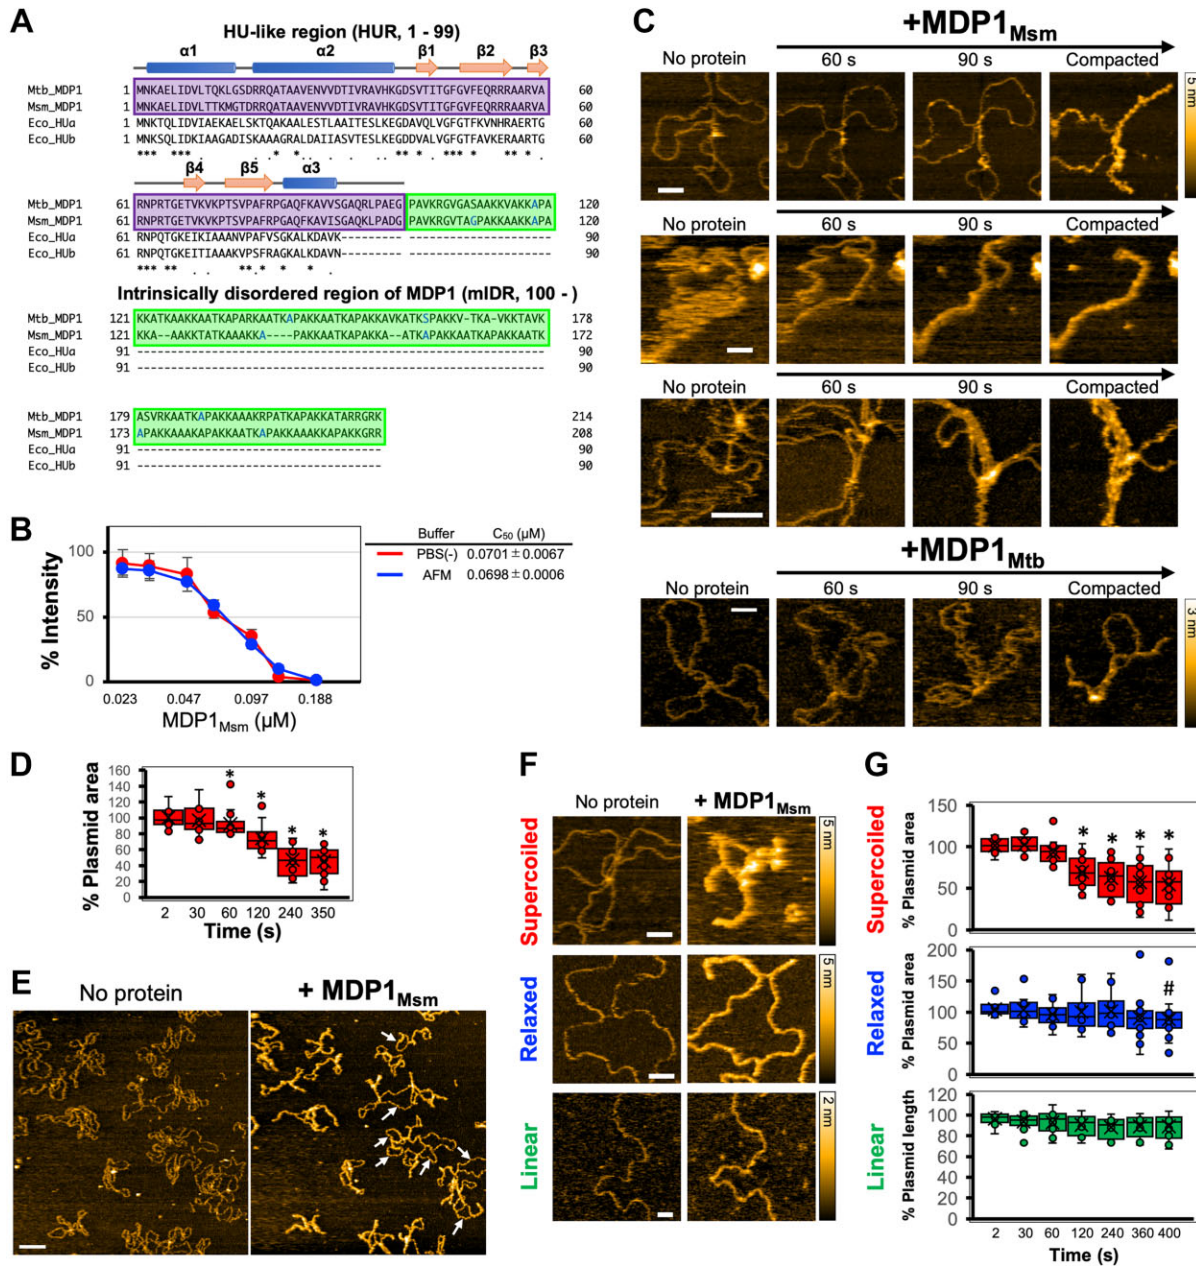 A
HU-like region (HUR, 1 - 99)
α1 α2 β1 β2 β3
Mtb_MDP1 1 MNKAELIDVLTQKLGSDRRQATAAVENVVDTIVRAVHKGDSVTITGFGVFEQRRRAARVA 60
Msm_MDP1 1 MNKAELIDVLTTKMGTDRRQATAAVENVVDTIVRAVHKGDSVTITGFGVFEQRRRAARVA 60
Eco_HUa 1 MNKTQLIDVIAEKAELSKTQAKAALESTLAAITESLKEGDAVQLVGFGTFKVNHRAERTG 60
Eco_HUb 1 MNKSQLIDKIAAGADISKAAAGRALDAIIASVTESLKEGDDVALVGFGTFAVKERAARTG 60
β4 β5 α3
Mtb_MDP1 61 RNPRTGETVKVKPTSVPAFRPGAQFKAVVSGAQRLPAEG PAVKRGVGASAAKKVAKKAPA 120
Msm_MDP1 61 RNPRTGETVKVKPTSVPAFRPGAQFKAVISGAQKLPADG PAVKRGVTAGPAKKAAKKAPA 120
Eco_HUa 61 RNPQTGKEIKIAAANVPAFVSGKALKDAVK--------- -------------------- 90
Eco_HUb 61 RNPQTGKEITIAAAKVPSFRAGKALKDAVK--------- -------------------- 90
Intrinsically disordered region of MDP1 (mIDR, 100 - )
Mtb_MDP1 121 KKATKAAKKAATKAPARKAATKAPAKKAATKAPAKKAVKATKSPAKKV-TKA-VKKTAVK 178
Msm_MDP1 121 KKA--AKKTATKAAAKKA----PAKKAATKAPAKKA--ATKAPAKKAATKAPAKKAATK 172
Eco_HUa 91 ------------------------------------------------------------ 90
Eco_HUb 91 ------------------------------------------------------------ 90
Mtb_MDP1 179 ASVRKAATKAPAKKAAAKRPATKAPAKKATARRGRK 214
Msm_MDP1 173 APAKKAAAKAPAKKAATKAPAKKAAAKKAPAKKGRR 208
Eco_HUa 91 ------------------------------------ 90
Eco_HUb 91 ------------------------------------ 90
B
% Intensity
100
50
0
0.023 0.047 0.097 0.188
MDP1Msm (µM)
Buffer C50 (µM)
PBS(-) 0.0701 ± 0.0067
AFM 0.0698 ± 0.0006
C
+MDP1Msm
No protein 60 s 90 s Compacted
5 nm
No protein 60 s 90 s Compacted
No protein 60 s 90 s Compacted
+MDP1Mtb
No protein 60 s 90 s Compacted
3 nm
D
% Plasmid area
160
140
120
100
80
60
40
20
0
* * * *
2 30 60 120 240 350
Time (s)
E
No protein + MDP1Msm
F
No protein + MDP1Msm
Supercoiled
5 nm
Relaxed
5 nm
Linear
2 nm
G
Supercoiled
% Plasmid area
150
100
50
0
* * * *
Relaxed
% Plasmid area
200
150
100
50
0
#
Linear
% Plasmid length
120
100
80
60
40
20
0
2 30 60 120 240 360 400
Time (s)